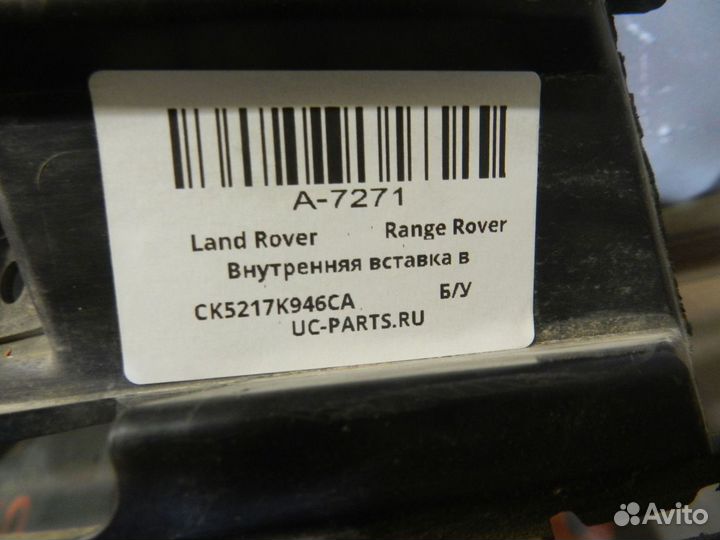 A-7271
Land Rover Range Rover
Внутренняя вставка в
CK5217K946CA Б/У
UC-PARTS.RU
Avito